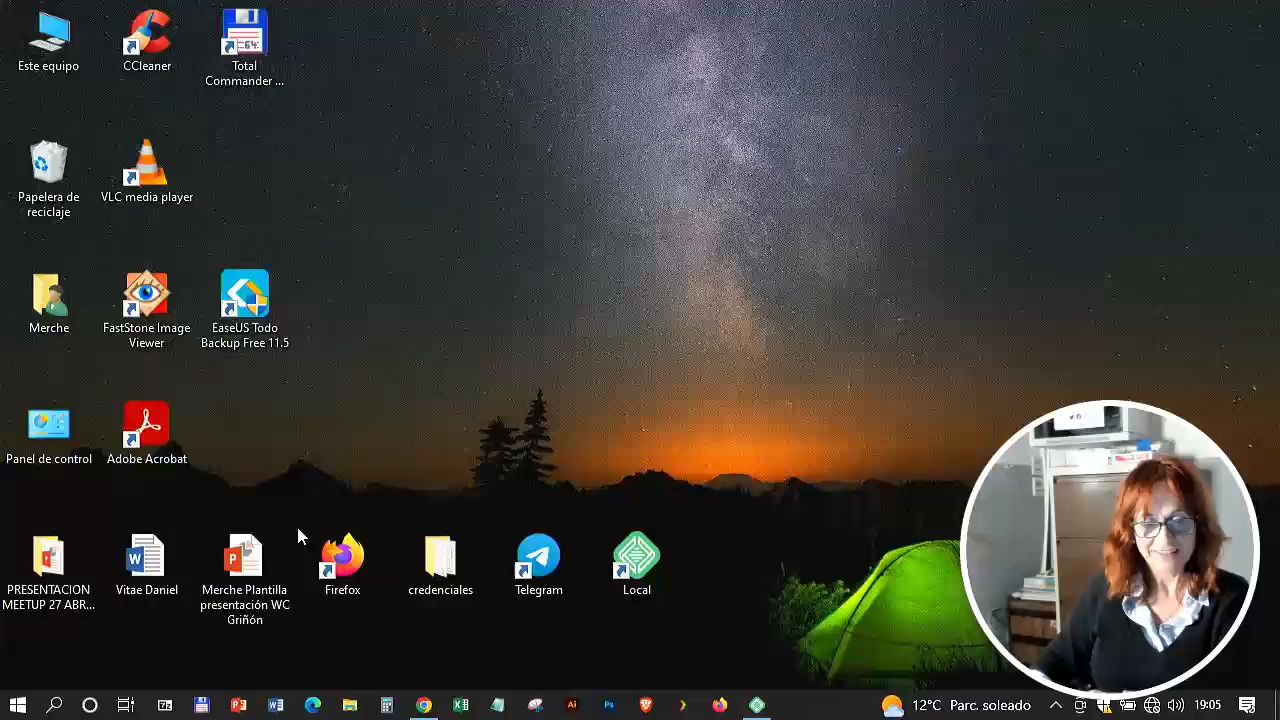 Este equipo
CCleaner
Total
Commander ...
Papelera de
reciclaje
VLC media player
Merche
FastStone Image
Viewer
EaseUS Todo
Backup Free 11.5
Panel de control
Adobe Acrobat
PRESENTACION
MEETUP 27 ABR...
Vitae Daniel
Merche Plantilla
presentación WC
Griñón
Firefox
credenciales
Telegram
Local
12°C Parc. soleado
19:05